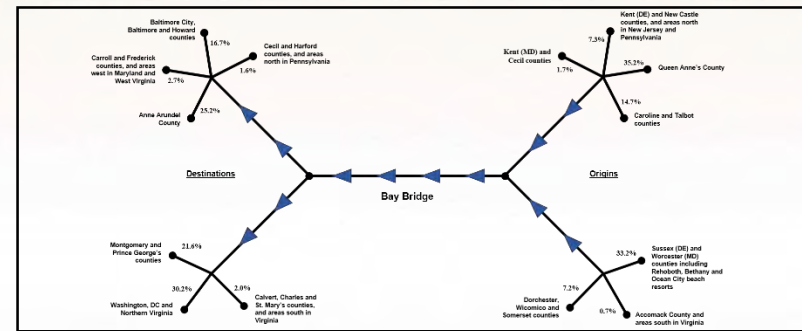 Baltimore City,
Baltimore and Howard
counties
16.7%
Carroll and Frederick
counties, and areas
west in Maryland and
West Virginia
2.7%
Cecil and Harford
counties, and areas
north in Pennsylvania
1.6%
Anne Arundel
County
25.2%
Kent (DE) and New Castle
counties, and areas north
in New Jersey and
Pennsylvania
7.3%
Kent (MD) and
Cecil counties
1.7%
35.2%
Queen Anne's County
14.7%
Caroline and Talbot
counties
Destinations
Bay Bridge
Origins
Montgomery and
Prince George's
counties
21.6%
30.2%
Washington, DC and
Northern Virginia
2.0%
Calvert, Charles and
St. Mary's counties,
and areas south in
Virginia
33.2%
Sussex (DE) and
Worcester (MD)
counties including
Rehoboth, Bethany and
Ocean City beach
resorts
7.2%
Dorchester,
Wicomico and
Somerset counties
0.7%
Accomack County and
areas south in Virginia